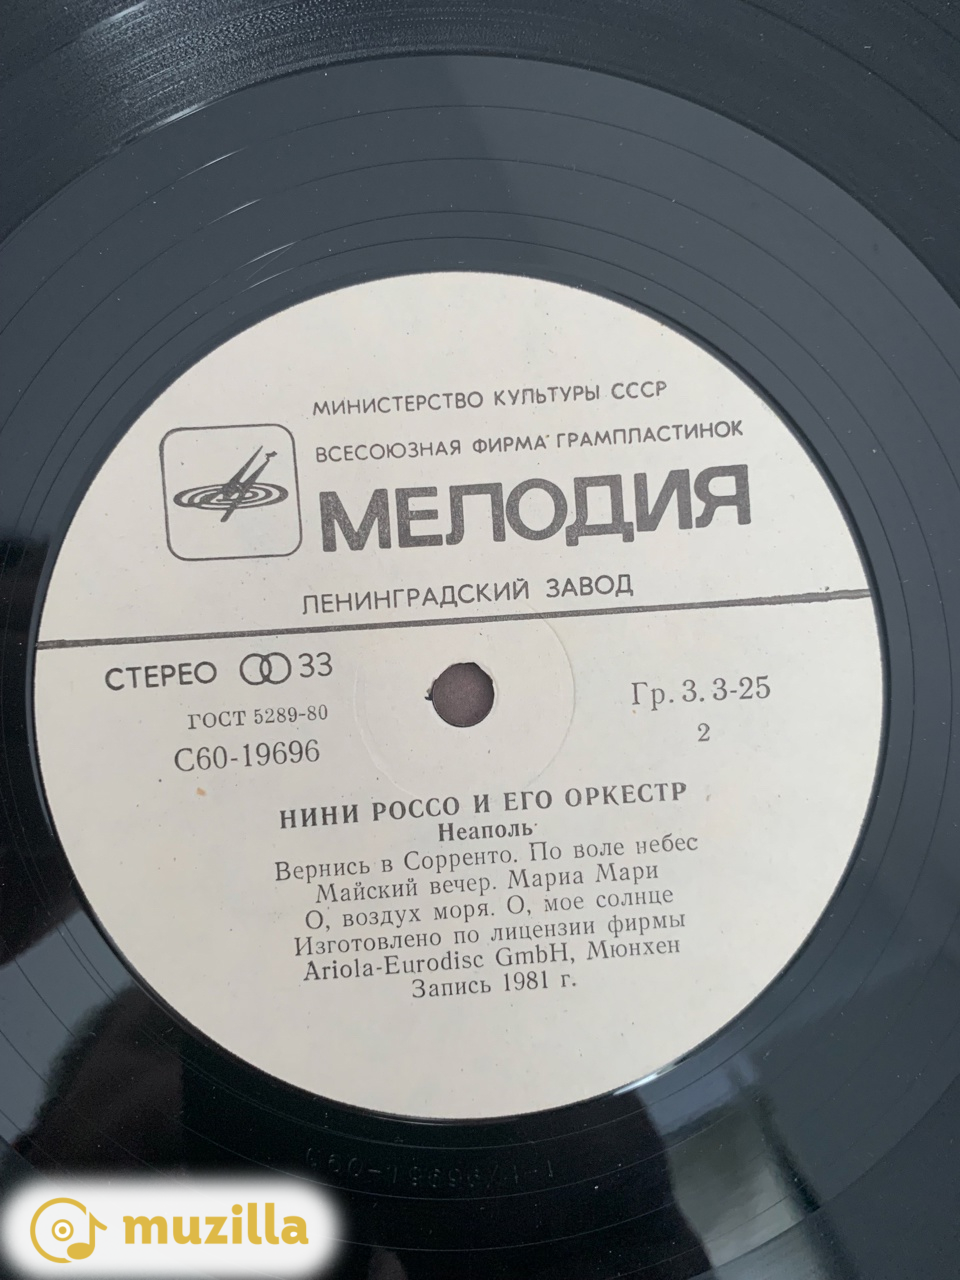 МИНИСТЕРСТВО КУЛЬТУРЫ СССР
ВСЕСОЮЗНАЯ ФИРМА ГРАМПЛАСТИНОК
МЕЛОДИЯ
ЛЕНИНГРАДСКИЙ ЗАВОД
СТЕРЕО 33
ГОСТ 5289-80
С60-19696
Гр. 3. 3-25
2
НИНИ РОССО И ЕГО ОРКЕСТР
Неаполь
Вернись в Сорренто. По воле небес
Майский вечер. Мариа Мари
О, воздух моря. О, мое солнце
Изготовлено по лицензии фирмы
Ariola-Eurodisc GmbH, Мюнхен
Запись 1981 г.
muzilla